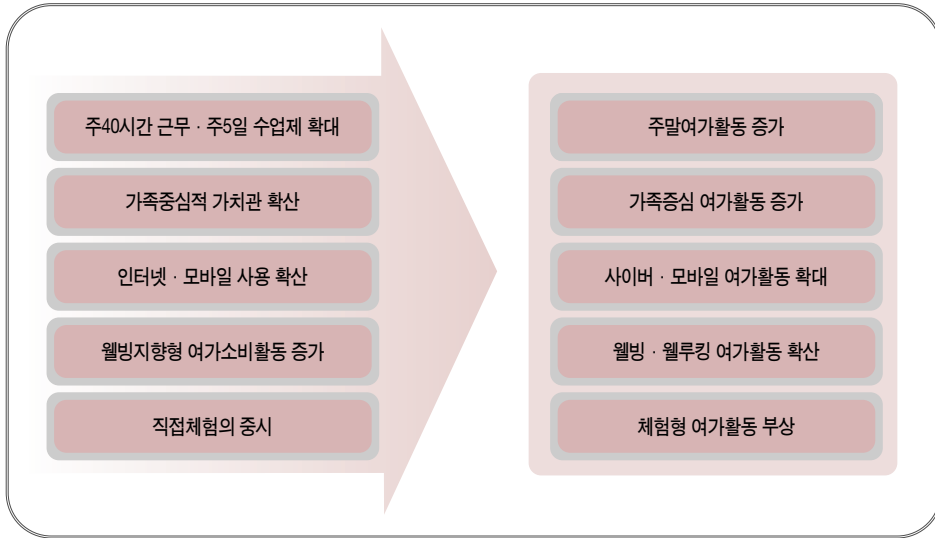 주40시간 근무 · 주5일 수업제 확대
가족중심적 가치관 확산
인터넷 · 모바일 사용 확산
웰빙지향형 여가소비활동 증가
직접체험의 중시
주말여가활동 증가
가족증심 여가활동 증가
사이버 · 모바일 여가활동 확대
웰빙 · 웰루킹 여가활동 확산
체험형 여가활동 부상